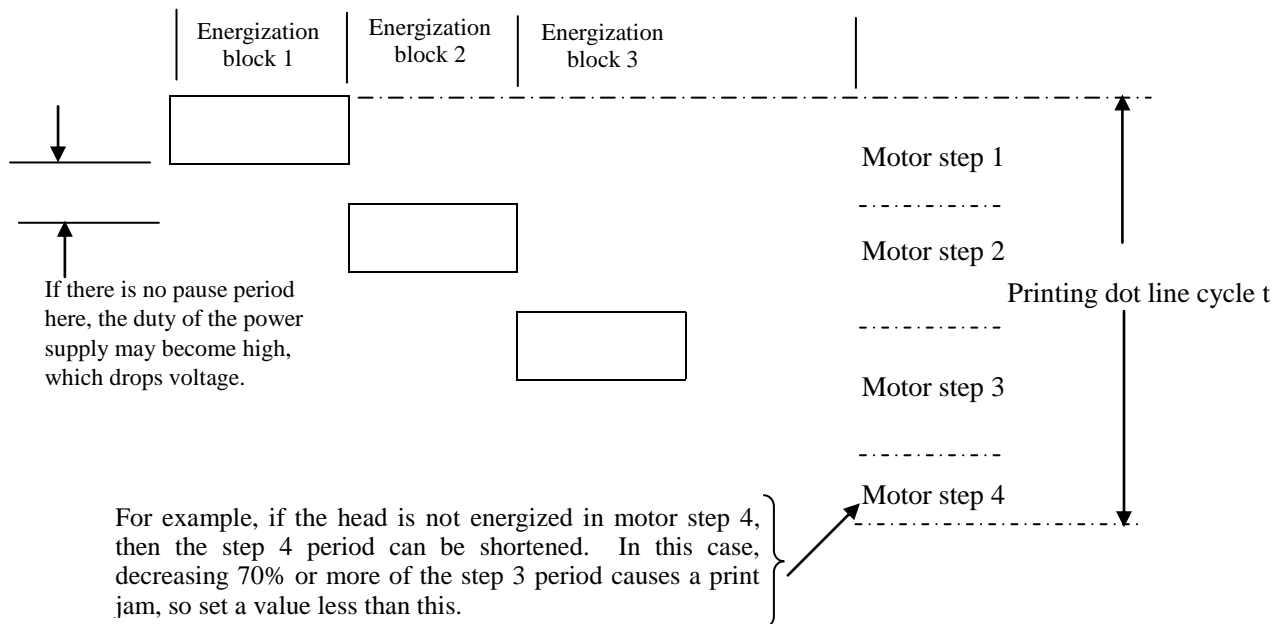 Energization
block 1
Energization
block 2
Energization
block 3
Motor step 1
Motor step 2
Printing dot line cycle t
If there is no pause period
here, the duty of the power
supply may become high,
which drops voltage.
Motor step 3
Motor step 4
For example, if the head is not energized in motor step 4,
then the step 4 period can be shortened. In this case,
decreasing 70% or more of the step 3 period causes a print
jam, so set a value less than this.